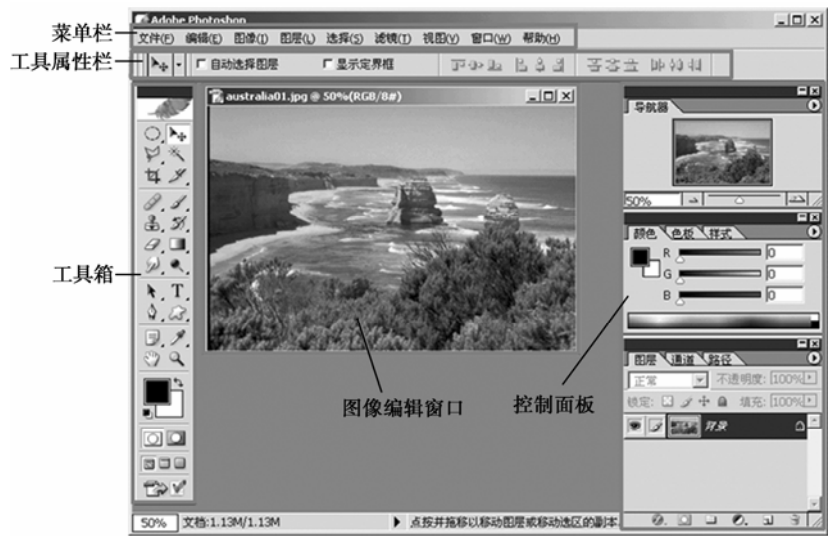 Adobe Photoshop
菜单栏
文件(F) 编辑(E) 图像(I) 图层(L) 选择(S) 滤镜(T) 视图(V) 窗口(W) 帮助(H)
工具属性栏
自动选择图层 显示定界框
australia01.jpg @ 50%(RGB/8#)
导航器
50%
颜色 色板 样式
R 0
G 0
B 0
工具箱
T
图层 通道 路径
正常 不透明度: 100%
锁定: 填充: 100%
背景
图像编辑窗口
控制面板
50% 文档:1.13M/1.13M 点按并拖移以移动图层或移动选区的副本